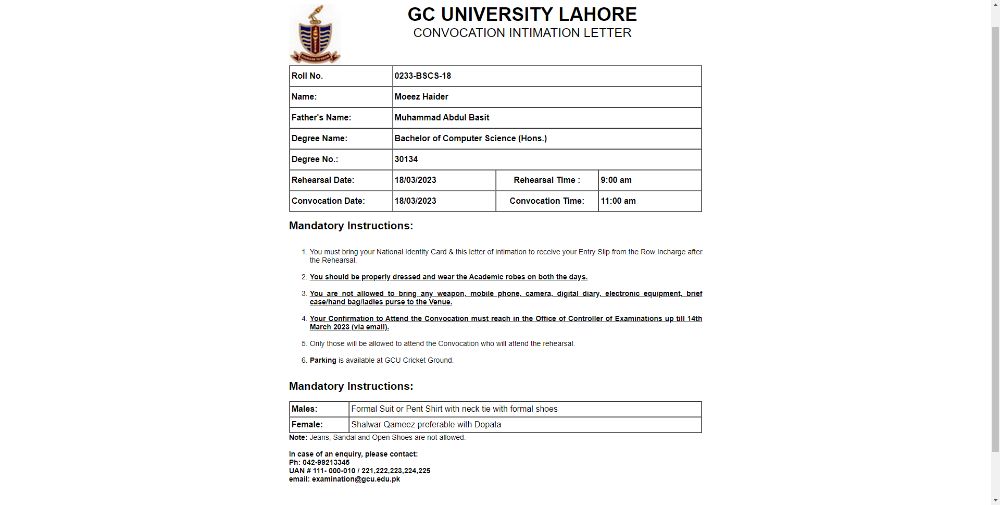 GC UNIVERSITY LAHORE
CONVOCATION INTIMATION LETTER
Roll No. 0233-BSCS-18
Name: Moeez Haider
Father's Name: Muhammad Abdul Basit
Degree Name: Bachelor of Computer Science (Hons.)
Degree No.: 30134
Rehearsal Date: 18/03/2023 Rehearsal Time : 9:00 am
Convocation Date: 18/03/2023 Convocation Time: 11:00 am
Mandatory Instructions:
1. You must bring your National Identity Card & this letter of intimation to receive your Entry Slip from the Row Incharge after
the Rehearsal.
2. You should be properly dressed and wear the Academic robes on both the days.
3. You are not allowed to bring any weapon, mobile phone, camera, digital diary, electronic equipment, brief
case/hand bag/ladies purse to the Venue.
4. Your Confirmation to Attend the Convocation must reach in the Office of Controller of Examinations up till 14th
March 2023 (via email).
5. Only those will be allowed to attend the Convocation who will attend the rehearsal.
6. Parking is available at GCU Cricket Ground.
Mandatory Instructions:
Males: Formal Suit or Pent Shirt with neck tie with formal shoes
Female: Shalwar Qameez preferable with Dopata
Note: Jeans, Sandal and Open Shoes are not allowed.
In case of an enquiry, please contact:
Ph: 042-99213346
UAN # 111- 000-010 / 221,222,223,224,225
email: examination@gcu.edu.pk